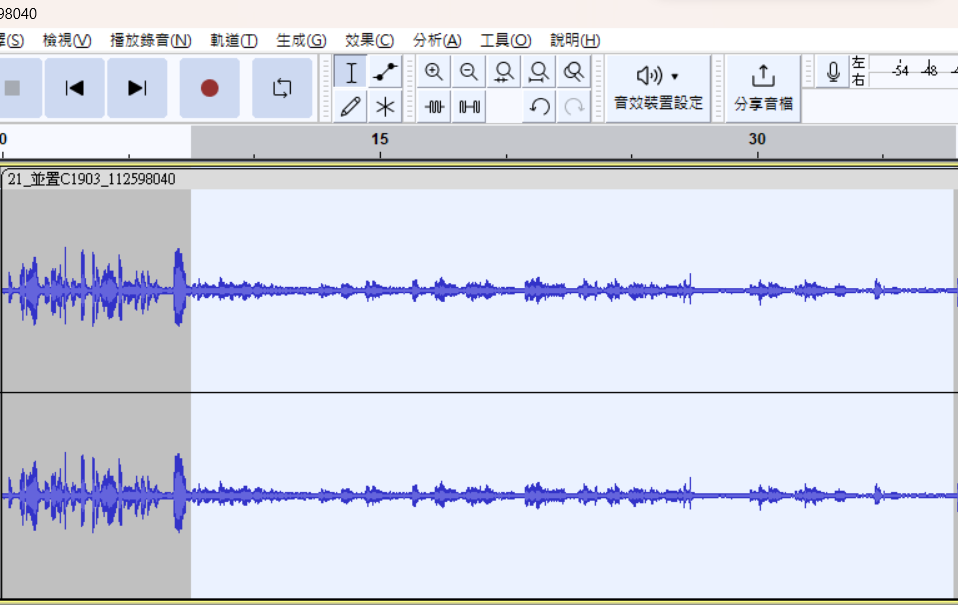 98040
(S) 檢視(V) 播放錄音(N) 軌道(T) 生成(G) 效果(C) 分析(A) 工具(O) 說明(H)
音效裝置設定
分享音檔
左
右
-54 -48
0 15 30
21_並置C1903_112598040